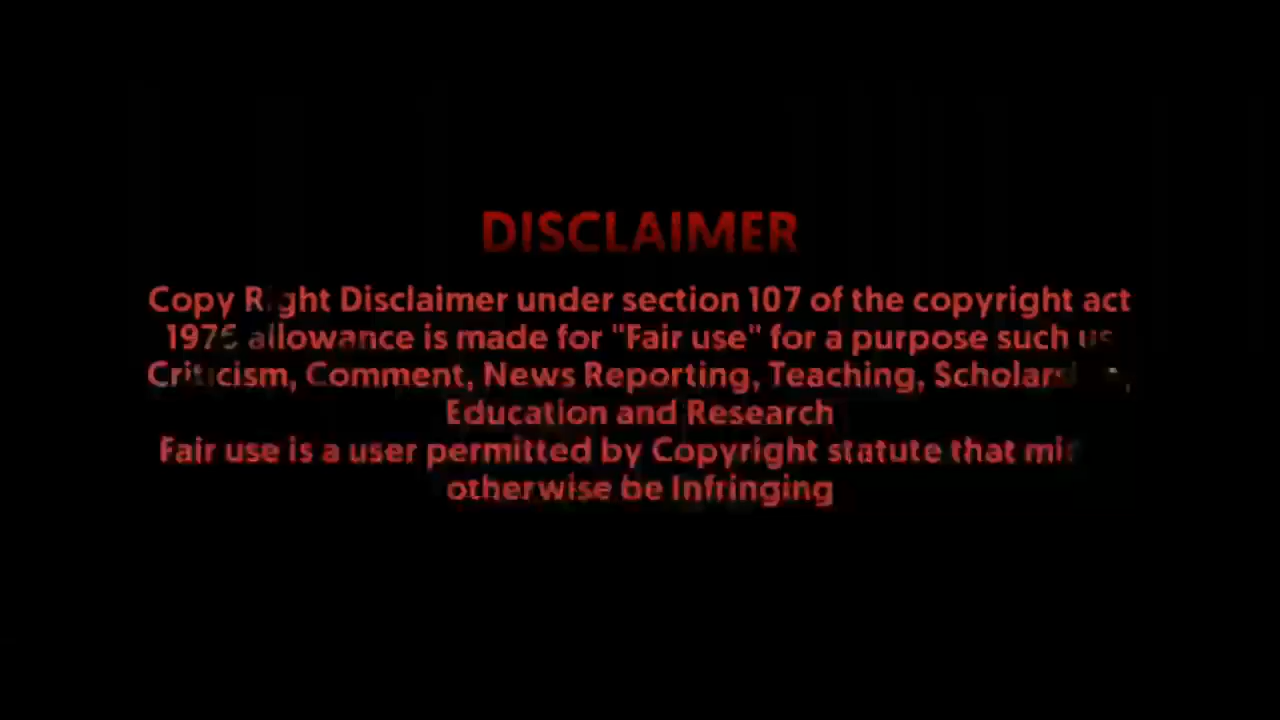 DISCLAIMER
Copy Right Disclaimer under section 107 of the copyright act
1976 allowance is made for "Fair use" for a purpose such us
Criticism, Comment, News Reporting, Teaching,
Education and Research
Fair use is a user permitted by Copyright statute that
otherwise be Infringing